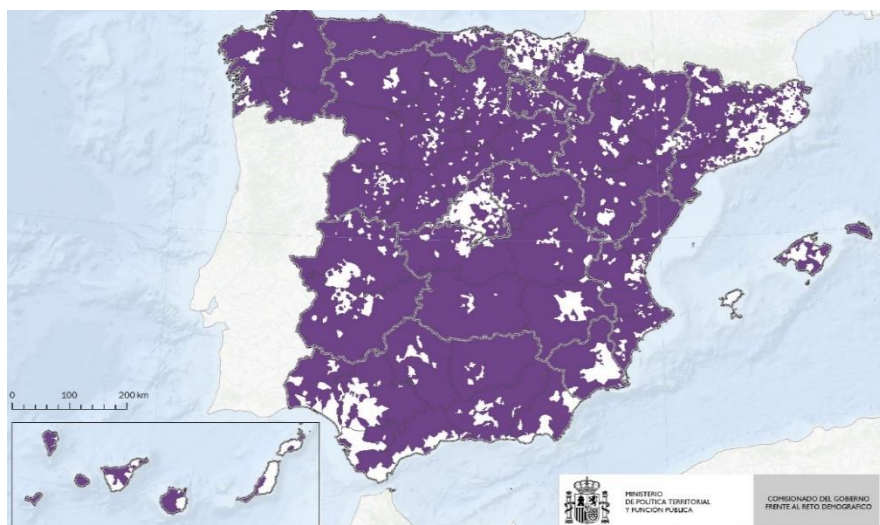 0 100 200 km
MINISTERIO
DE POLÍTICA TERRITORIAL
Y FUNCIÓN PÚBLICA
COMISIONADO DEL GOBIERNO
FRENTE AL RETO DEMOGRÁFICO